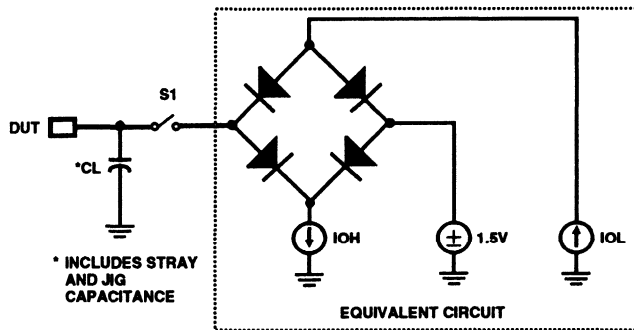 S1
DUT
*CL
IOH
1.5V
IOL
* INCLUDES STRAY
AND JIG
CAPACITANCE
EQUIVALENT CIRCUIT